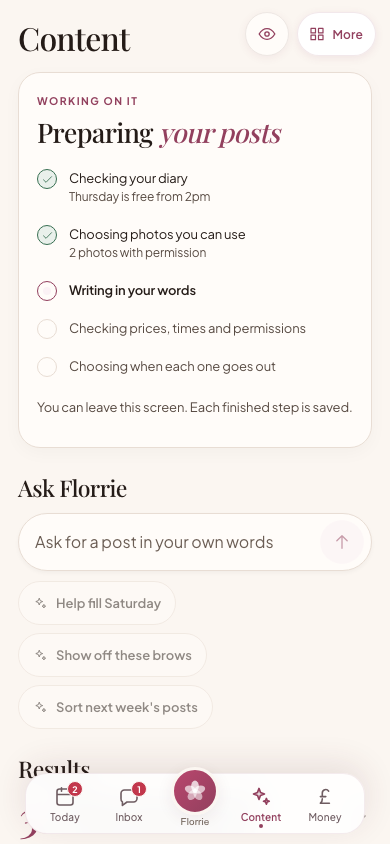 Content
More
WORKING ON IT
Preparing your posts
Checking your diary
Thursday is free from 2pm
Choosing photos you can use
2 photos with permission
Writing in your words
Checking prices, times and permissions
Choosing when each one goes out
You can leave this screen. Each finished step is saved.
Ask Florrie
Ask for a post in your own words
Help fill Saturday
Show off these brows
Sort next week's posts
Results
2
1
Today
Inbox
Florrie
Content
£
Money